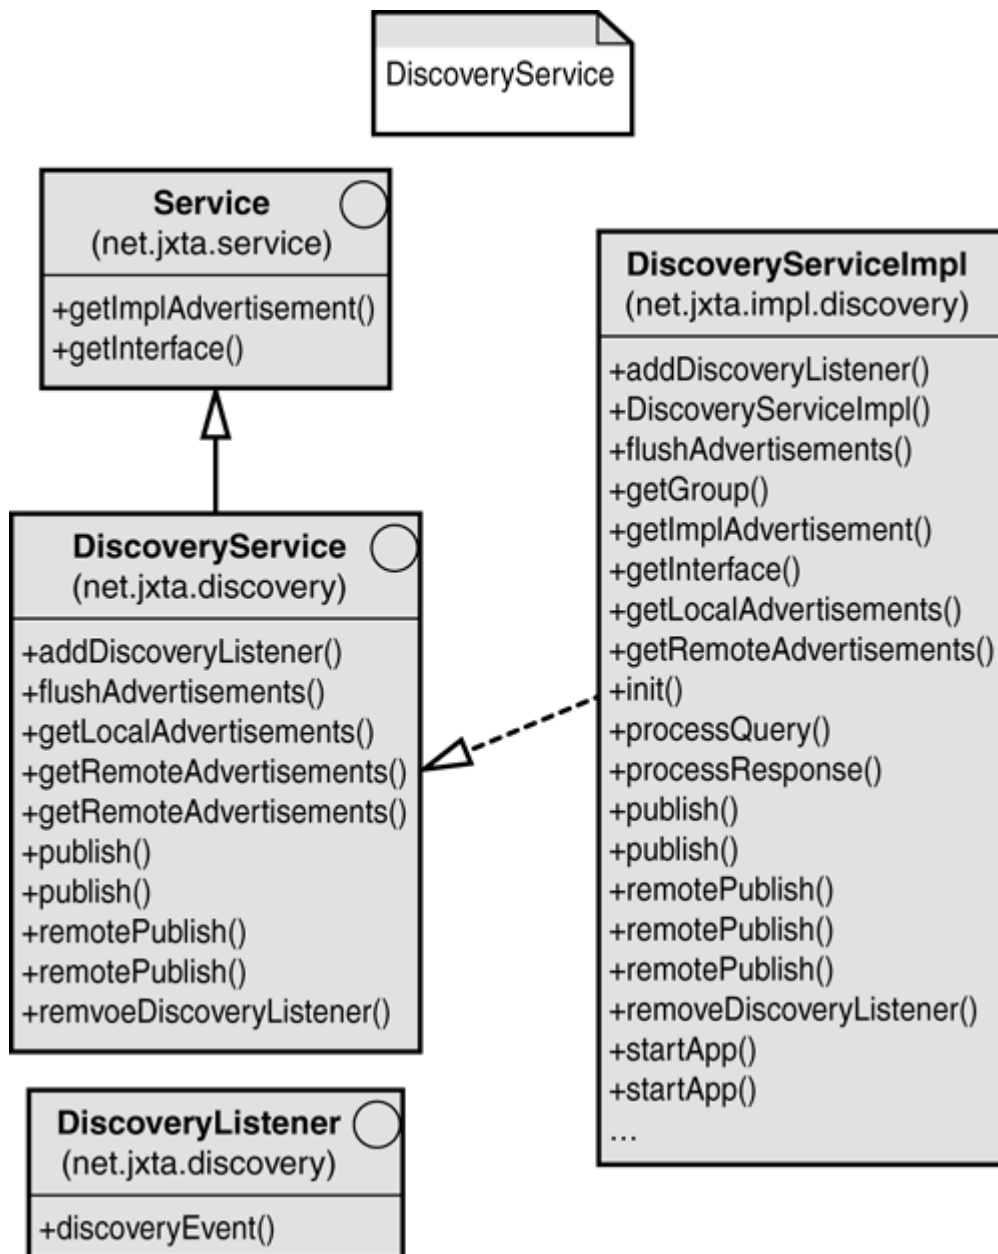 DiscoveryService
Service
(net.jxta.service)
+getImplAdvertisement()
+getInterface()
DiscoveryService
(net.jxta.discovery)
+addDiscoveryListener()
+flushAdvertisements()
+getLocalAdvertisements()
+getRemoteAdvertisements()
+getRemoteAdvertisements()
+publish()
+publish()
+remotePublish()
+remotePublish()
+remvoeDiscoveryListener()
DiscoveryListener
(net.jxta.discovery)
+discoveryEvent()
DiscoveryServiceImpl
(net.jxta.impl.discovery)
+addDiscoveryListener()
+DiscoveryServiceImpl()
+flushAdvertisements()
+getGroup()
+getImplAdvertisement()
+getInterface()
+getLocalAdvertisements()
+getRemoteAdvertisements()
+init()
+processQuery()
+processResponse()
+publish()
+publish()
+remotePublish()
+remotePublish()
+remotePublish()
+removeDiscoveryListener()
+startApp()
+startApp()
...